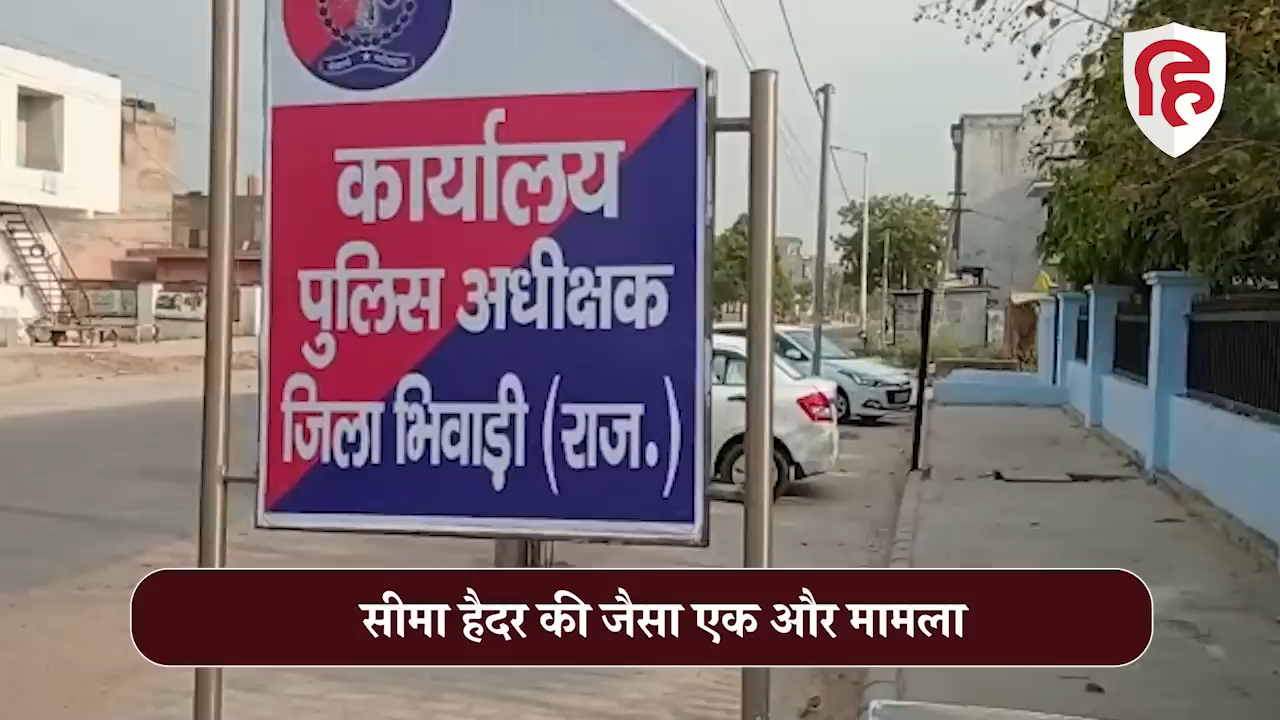 कार्यालय
पुलिस अधीक्षक
जिला भिवाड़ी (राज.)
हि
सीमा हैदर की जैसा एक और मामला